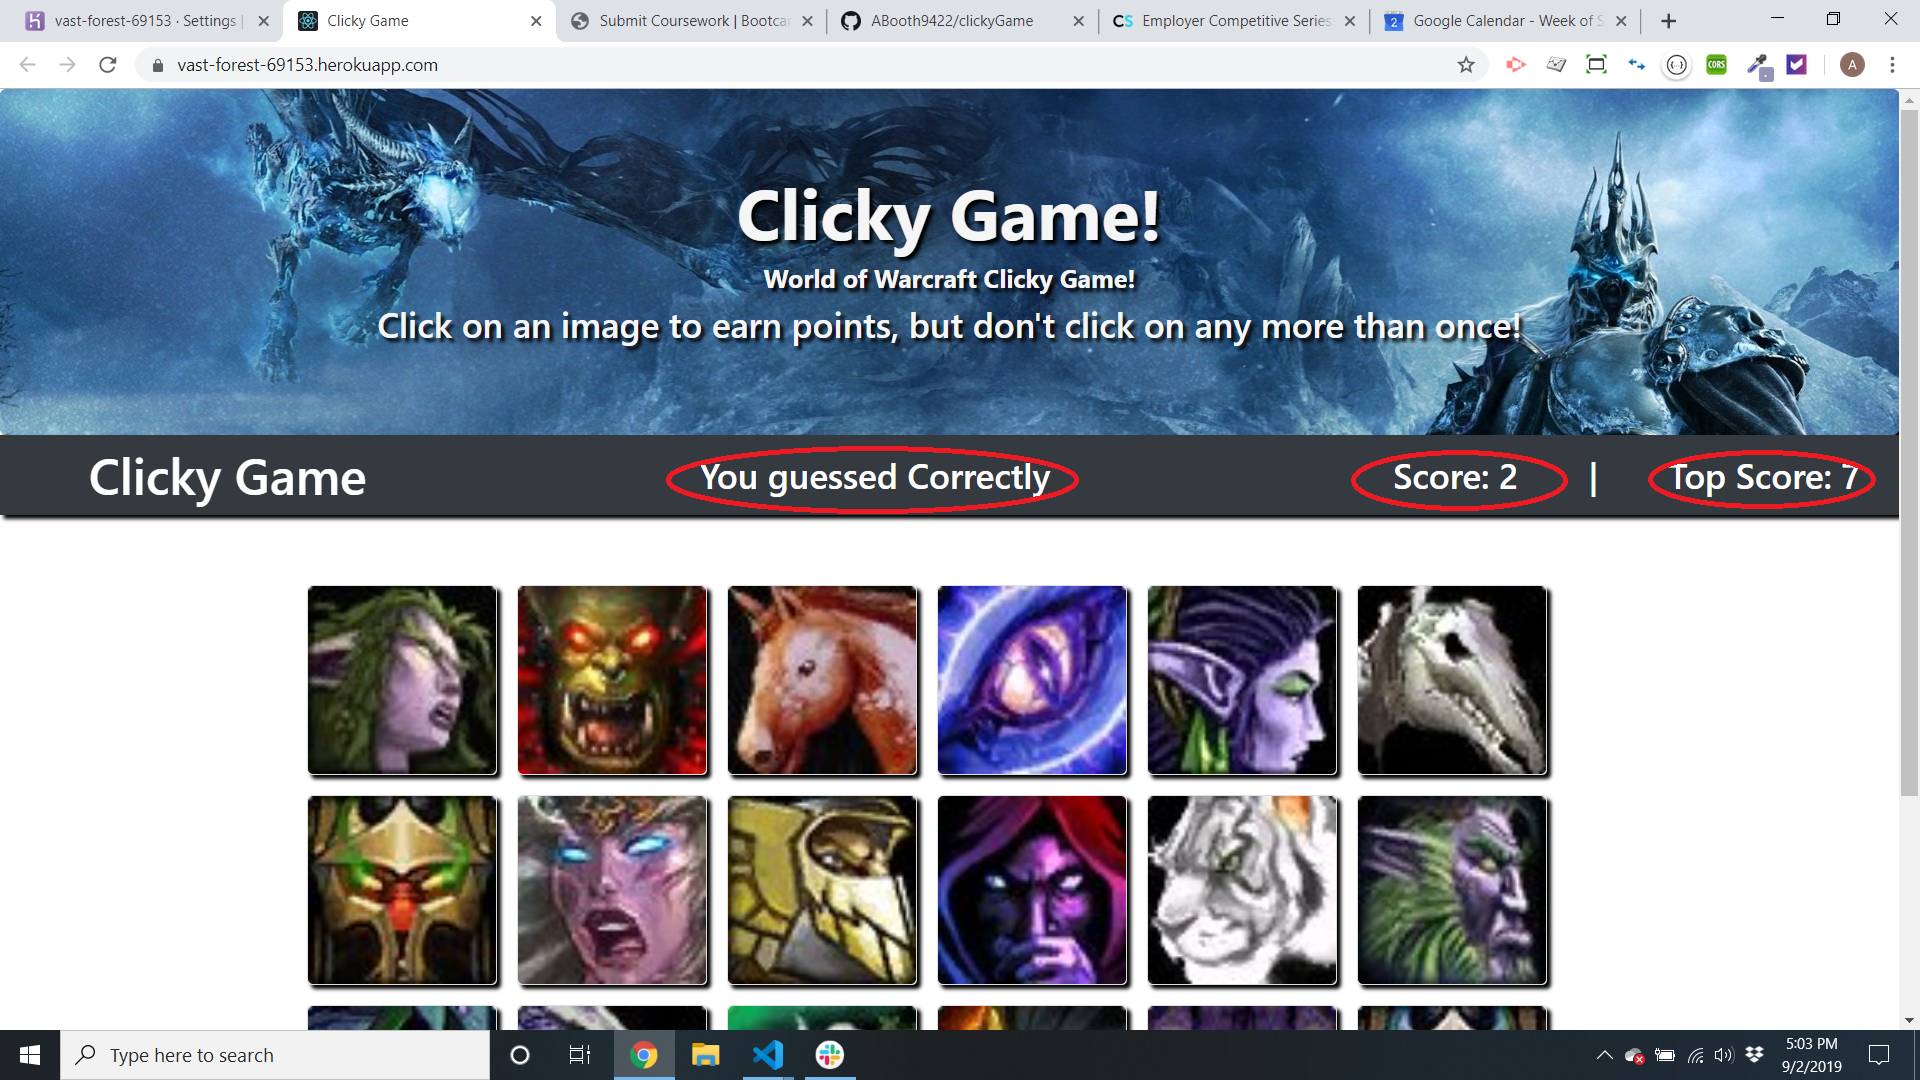 vast-forest-69153 · Settings |
Clicky Game
Submit Coursework | Bootca
ABooth9422/clickyGame
CS Employer Competitive Series
2 Google Calendar - Week of S
vast-forest-69153.herokuapp.com
CORS
A
Clicky Game!
World of Warcraft Clicky Game!
Click on an image to earn points, but don't click on any more than once!
Clicky Game
You guessed Correctly
Score: 2 | Top Score: 7
Type here to search
5:03 PM
9/2/2019